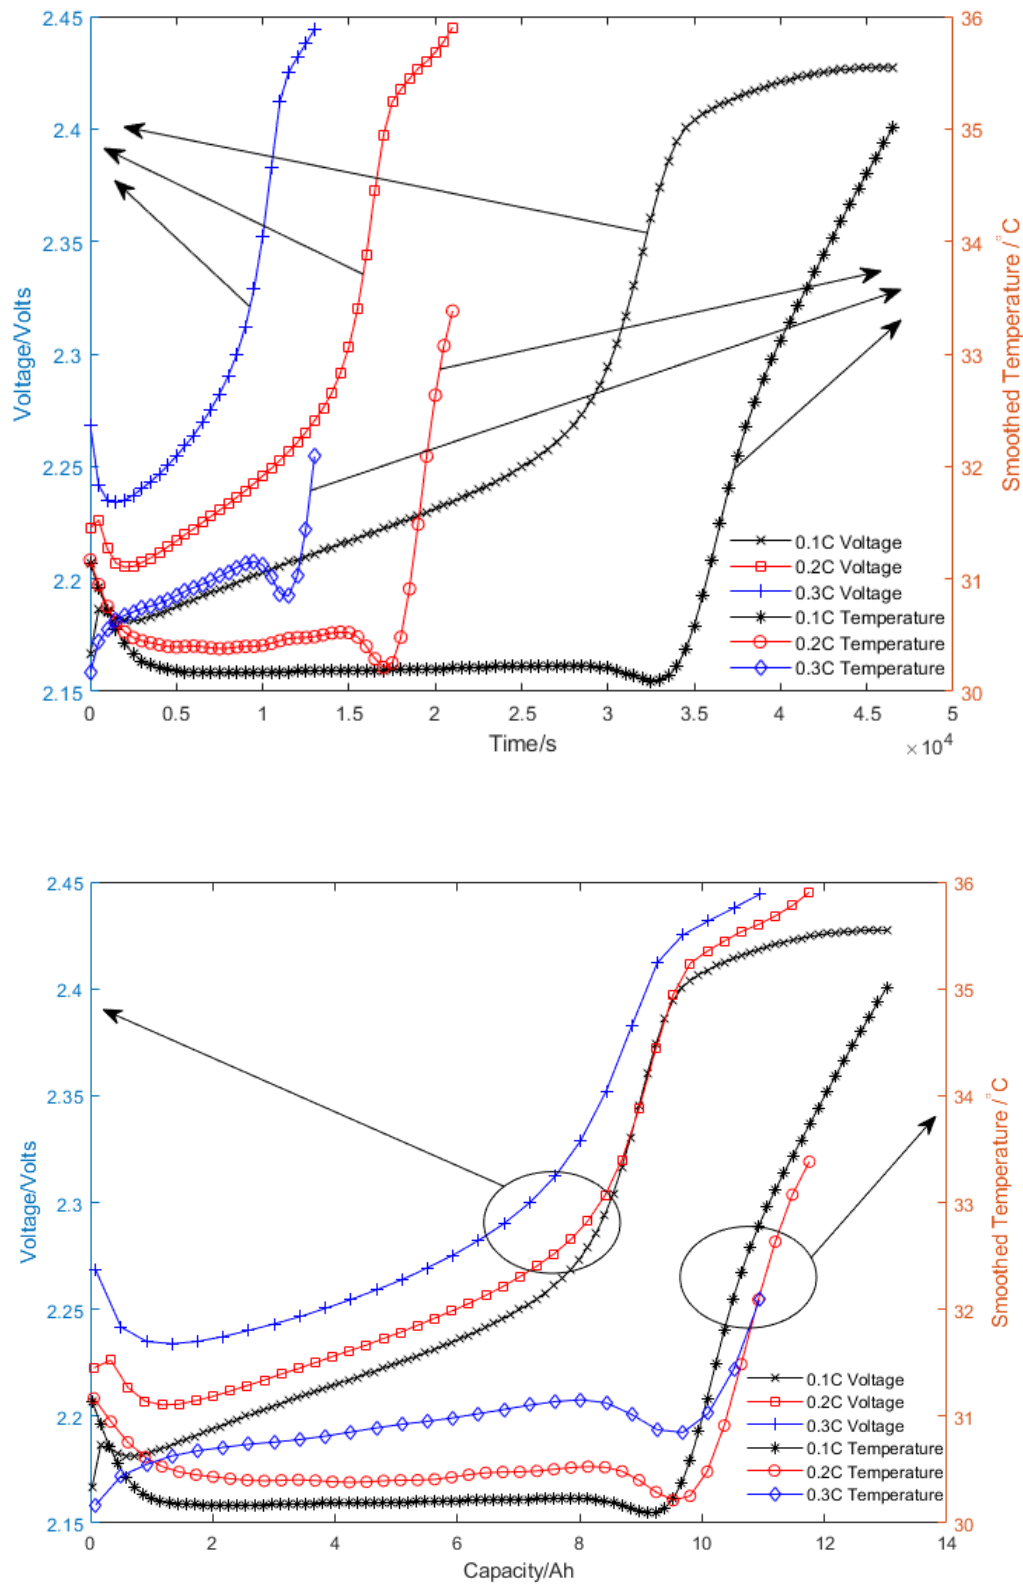 2.45
2.4
2.35
2.3
2.25
2.2
2.15
Voltage/Volts
36
35
34
33
32
31
30
Smoothed Temperature /°C
0.1C Voltage
0.2C Voltage
0.3C Voltage
0.1C Temperature
0.2C Temperature
0.3C Temperature
0 0.5 1 1.5 2 2.5 3 3.5 4 4.5 5
Time/s
×10^4
2.45
2.4
2.35
2.3
2.25
2.2
2.15
Voltage/Volts
36
35
34
33
32
31
30
Smoothed Temperature /°C
0.1C Voltage
0.2C Voltage
0.3C Voltage
0.1C Temperature
0.2C Temperature
0.3C Temperature
0 2 4 6 8 10 12 14
Capacity/Ah